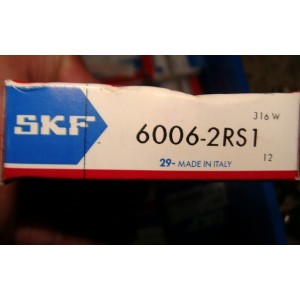 316 W
SKF
6006-2RS1
29- MADE IN ITALY
12